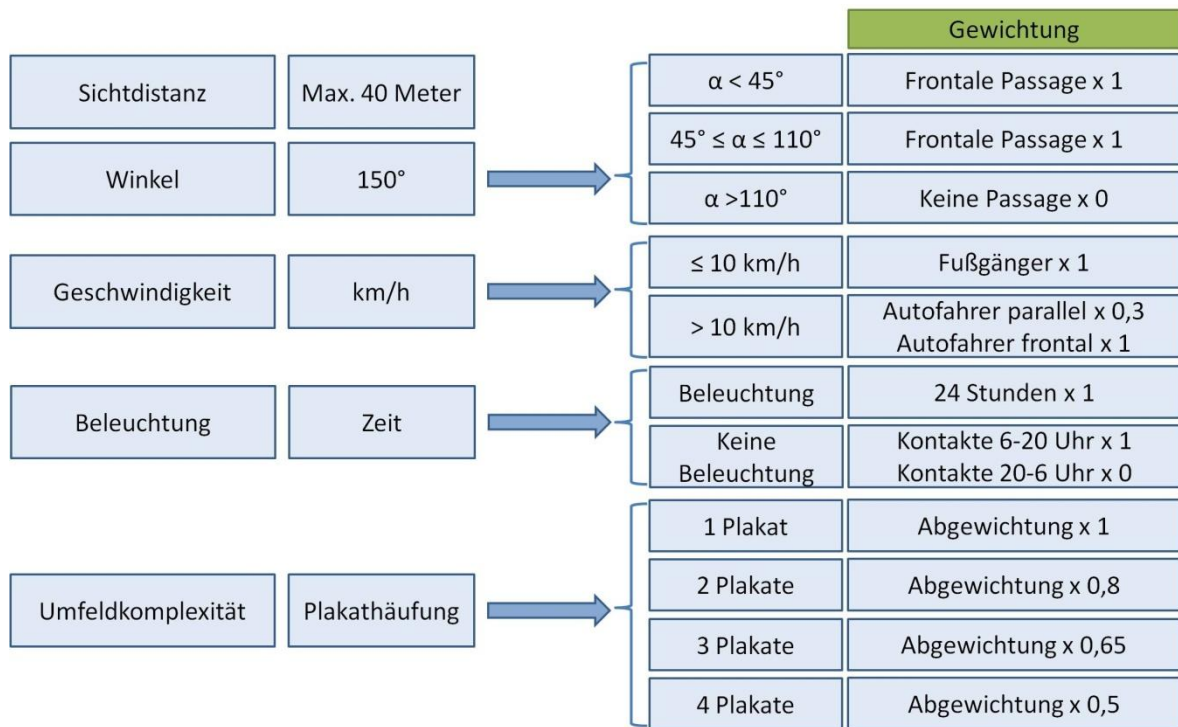 Gewichtung
Sichtdistanz
Max. 40 Meter
α < 45°
Frontale Passage x 1
45° ≤ α ≤ 110°
Frontale Passage x 1
Winkel
150°
α >110°
Keine Passage x 0
Geschwindigkeit
km/h
≤ 10 km/h
Fußgänger x 1
> 10 km/h
Autofahrer parallel x 0,3
Autofahrer frontal x 1
Beleuchtung
Zeit
Beleuchtung
24 Stunden x 1
Keine
Beleuchtung
Kontakte 6-20 Uhr x 1
Kontakte 20-6 Uhr x 0
Umfeldkomplexität
Plakathäufung
1 Plakat
Abgewichtung x 1
2 Plakate
Abgewichtung x 0,8
3 Plakate
Abgewichtung x 0,65
4 Plakate
Abgewichtung x 0,5